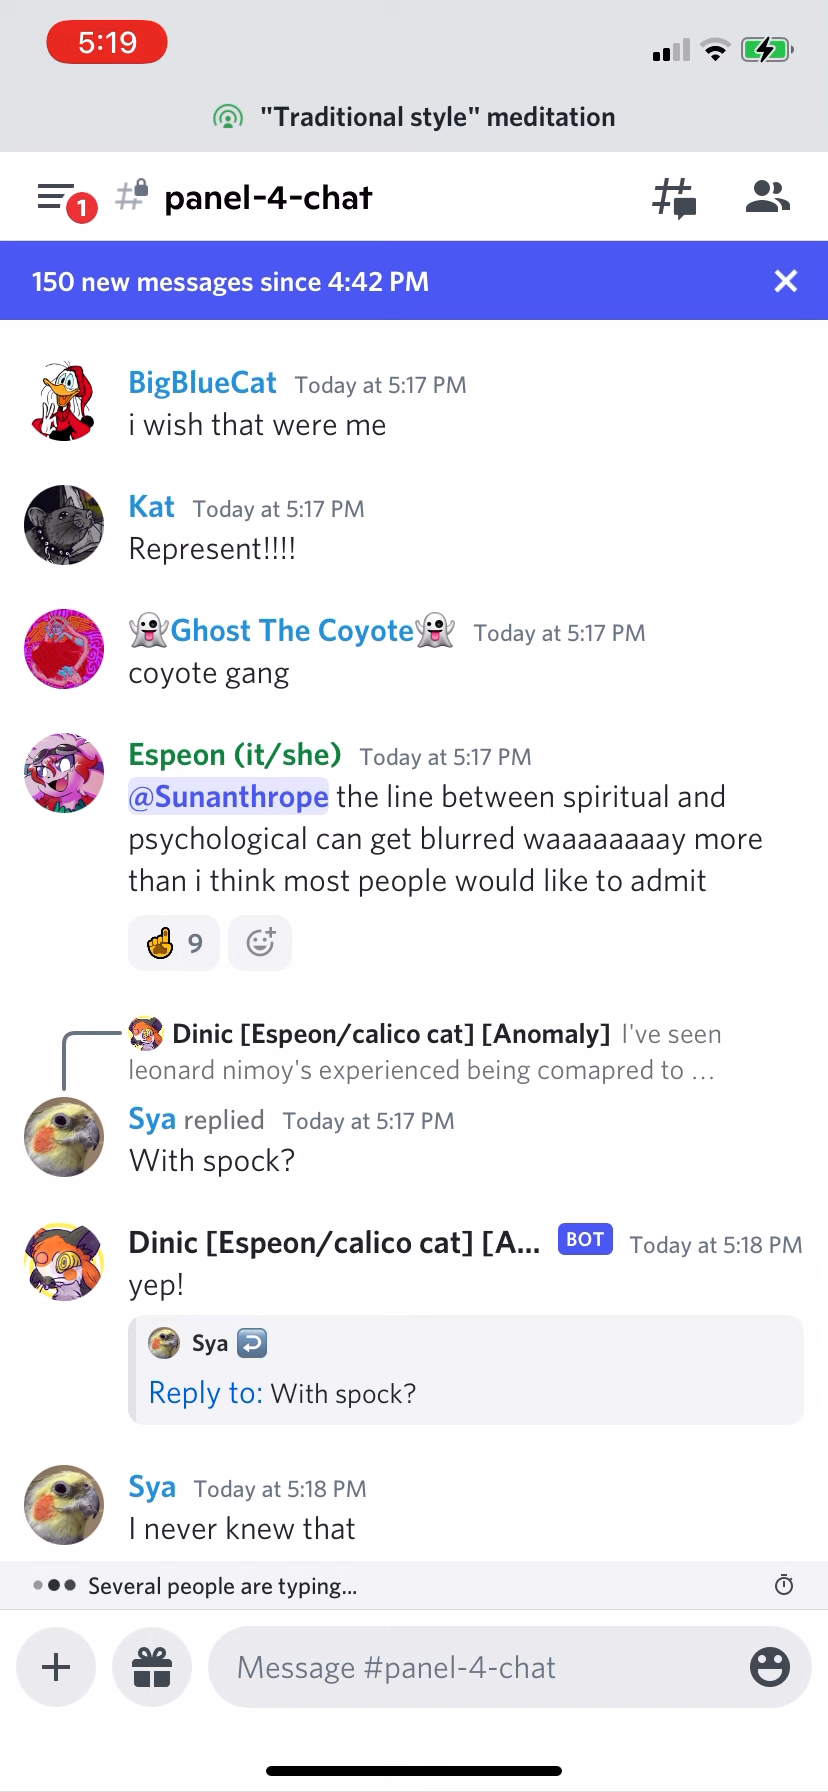 5:19
"Traditional style" meditation
1
panel-4-chat
150 new messages since 4:42 PM
BigBlueCat Today at 5:17 PM
i wish that were me
Kat Today at 5:17 PM
Represent!!!!
👻Ghost The Coyote👻 Today at 5:17 PM
coyote gang
Espeon (it/she) Today at 5:17 PM
@Sunanthrope the line between spiritual and
psychological can get blurred waaaaaaaay more
than i think most people would like to admit
☝ 9
Dinic [Espeon/calico cat] [Anomaly] I've seen
leonard nimoy's experienced being comapred to ...
Sya replied Today at 5:17 PM
With spock?
Dinic [Espeon/calico cat] [A... BOT Today at 5:18 PM
yep!
Sya ↩
Reply to: With spock?
Sya Today at 5:18 PM
I never knew that
Several people are typing...
Message #panel-4-chat